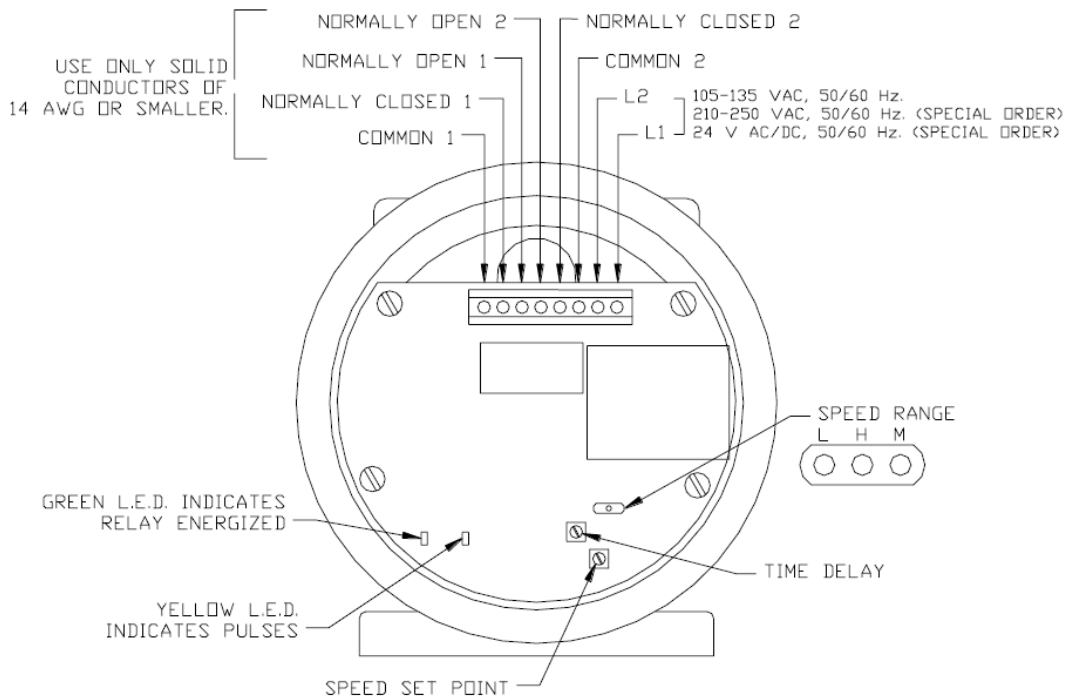 NORMALLY OPEN 2
NORMALLY CLOSED 2
USE ONLY SOLID
CONDUCTORS OF
14 AWG OR SMALLER.
NORMALLY OPEN 1
COMMON 2
NORMALLY CLOSED 1
L2
105-135 VAC, 50/60 Hz.
210-250 VAC, 50/60 Hz. (SPECIAL ORDER)
COMMON 1
L1
24 V AC/DC, 50/60 Hz. (SPECIAL ORDER)
SPEED RANGE
L H M
GREEN L.E.D. INDICATES
RELAY ENERGIZED
TIME DELAY
YELLOW L.E.D.
INDICATES PULSES
SPEED SET POINT